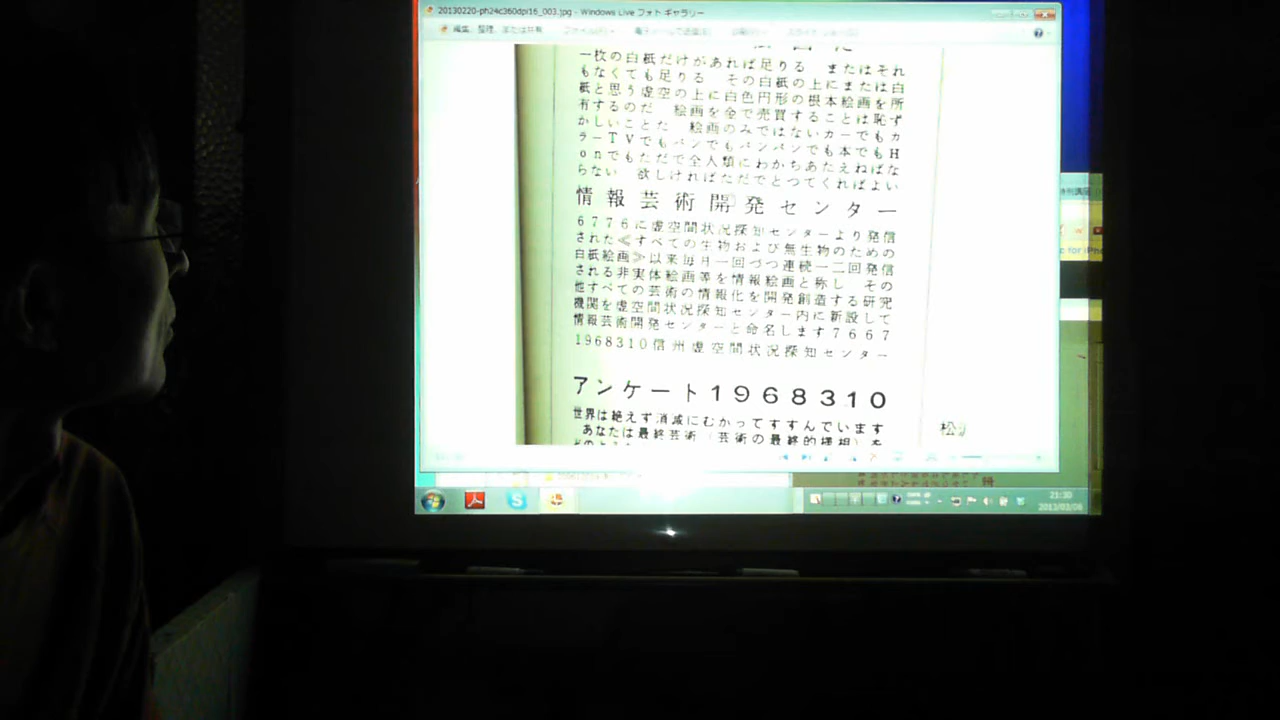 20130220-ph24c360dpi16_003.jpg - Windows Live フォト ギャラリー
編集、整理、または共有
一枚の白紙だけがあれば足りる　またはそれ
もなくても足りる　その白紙の上にまたは白
紙と思う虚空の上に白色円形の根本絵画を所
有するのだ　絵画を金で売買することは恥ず
かしいことだ　絵画のみではないカーでもカ
ラーTVでもペンでもペンペンでも本でもH
onでもただで全人類にわかちあたえねばな
らない　欲しければただでとつてくればよい
情報芸術開発センター
6776に虚空間状況探知センターより発信
された≪すべての生物および無生物のための
白紙絵画≫以来毎月一回づつ連続一二回発信
される非実体絵画等を情報絵画と称し　その
他すべての芸術の情報化を開発創造する研究
機関を虚空間状況探知センター内に新設して
情報芸術開発センターと命名します7667
1968310信州虚空間状況探知センター
アンケート1968310
世界は絶えず消滅にむかってすすんでいます
あなたは最終芸術（芸術の最終的様相）を
松
21:30
2013/03/06